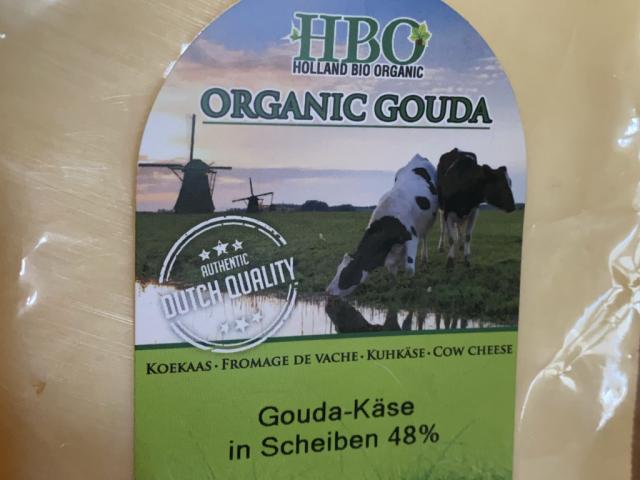 HBO
HOLLAND BIO ORGANIC
ORGANIC GOUDA
AUTHENTIC
DUTCH QUALITY
KOEKAAS · FROMAGE DE VACHE · KUHKÄSE · COW CHEESE
Gouda-Käse
in Scheiben 48%